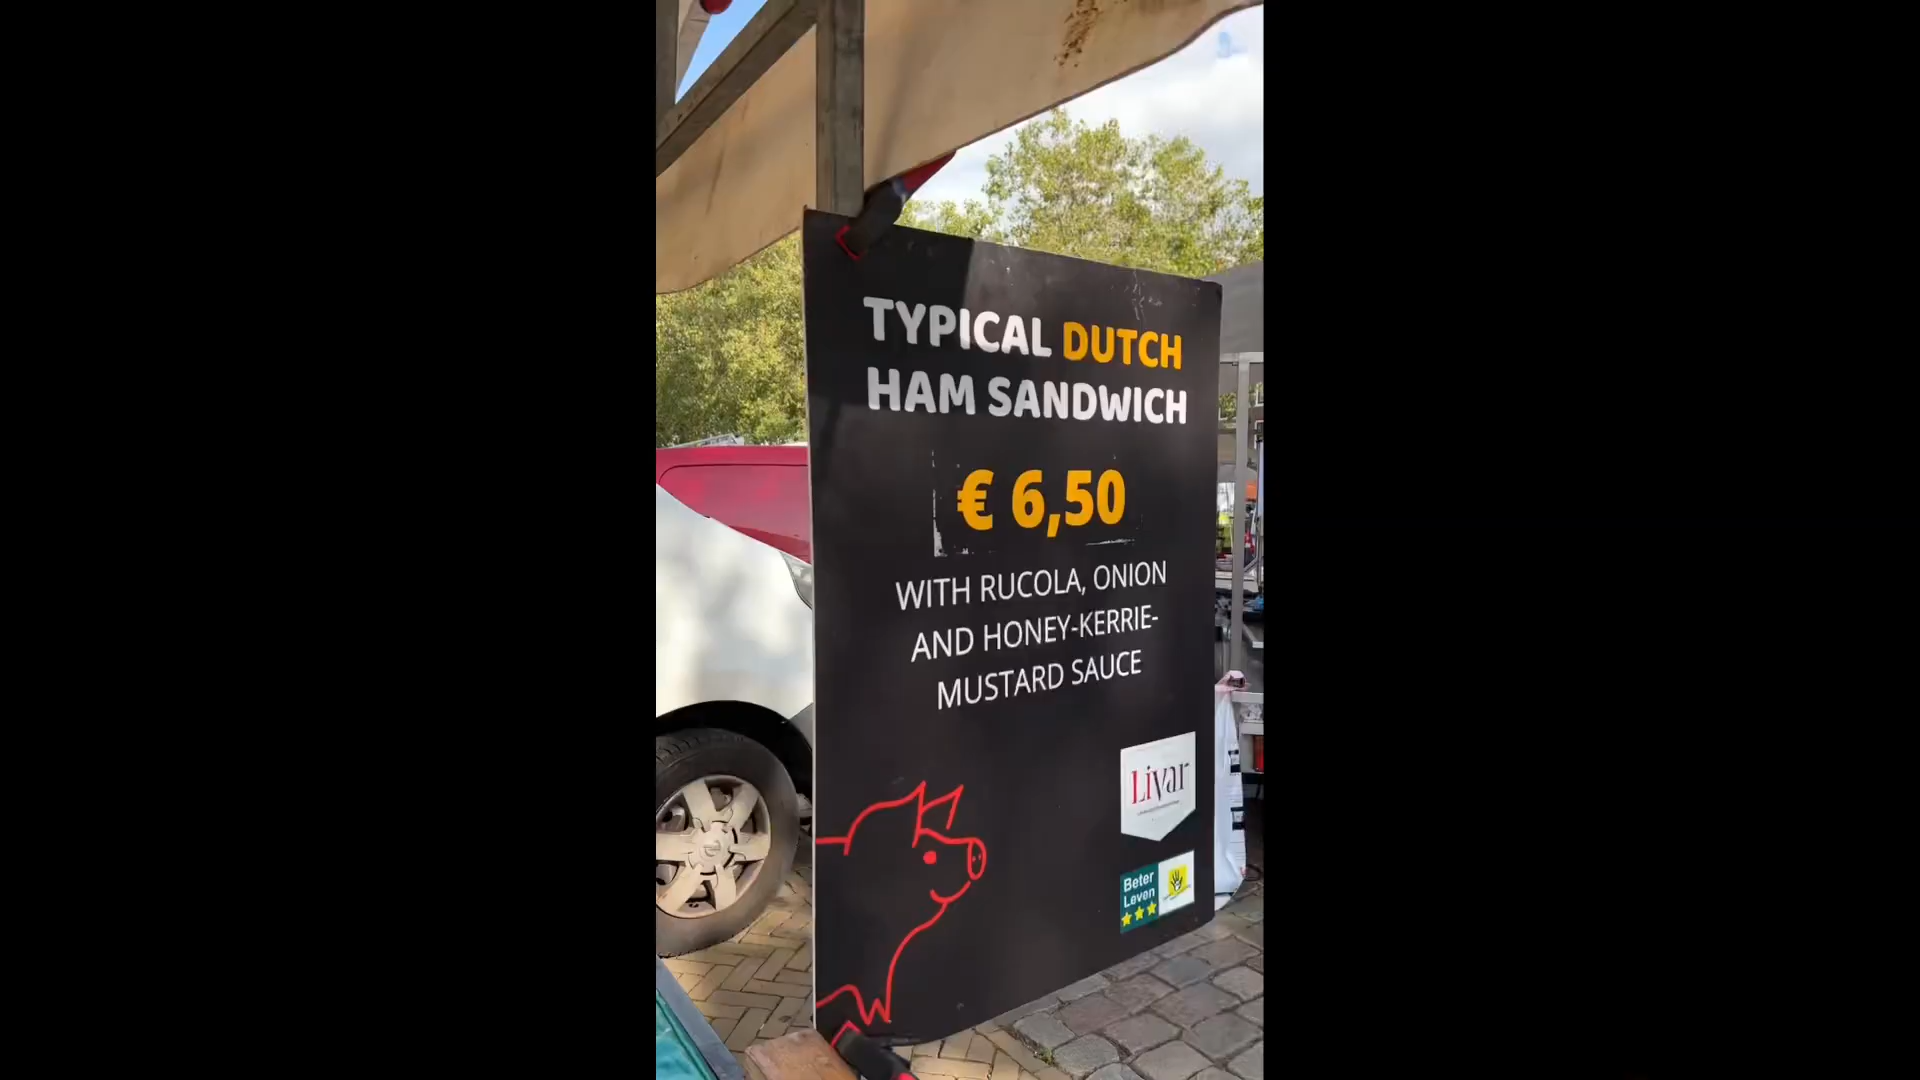 TYPICAL DUTCH
HAM SANDWICH
€ 6,50
WITH RUCOLA, ONION
AND HONEY-KERRIE-
MUSTARD SAUCE
Livar
Beter
Leven